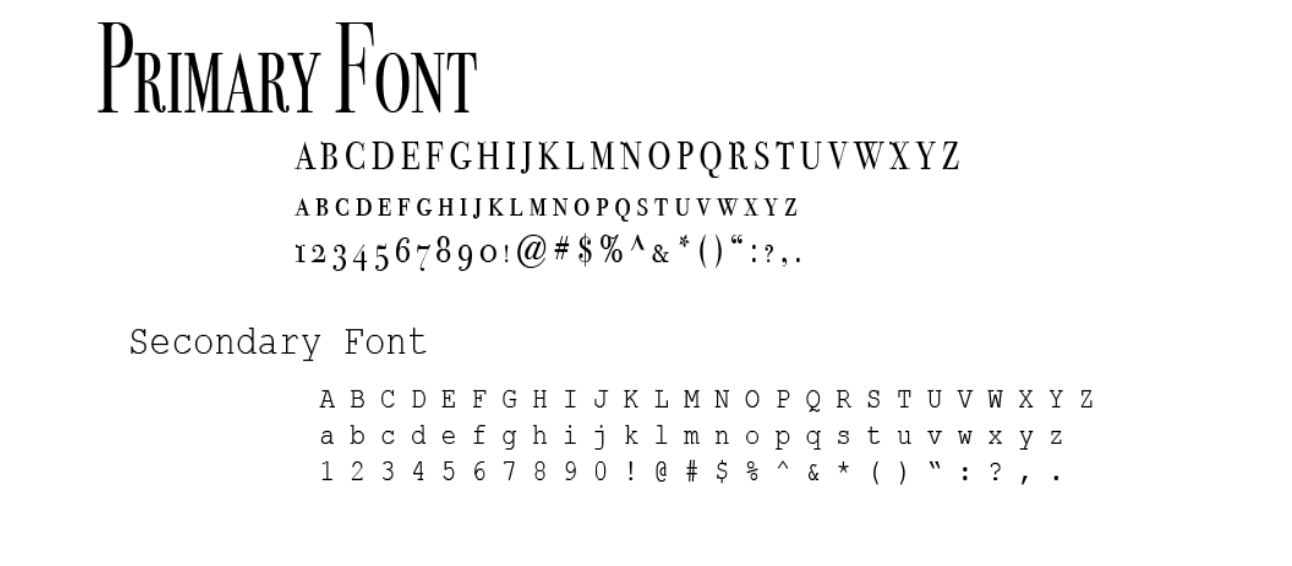 PRIMARY FONT
ABCDEFGHIJKLMNOPQRSTUVWXYZ
ABCDEFGHIJKLMNOPQSTUVWXYZ
1234567890!@#$%^&*()“:?,.
Secondary Font
A B C D E F G H I J K L M N O P Q R S T U V W X Y Z
a b c d e f g h i j k l m n o p q s t u v w x y z
1 2 3 4 5 6 7 8 9 0 ! @ # $ % ^ & * ( ) “ : ? , .